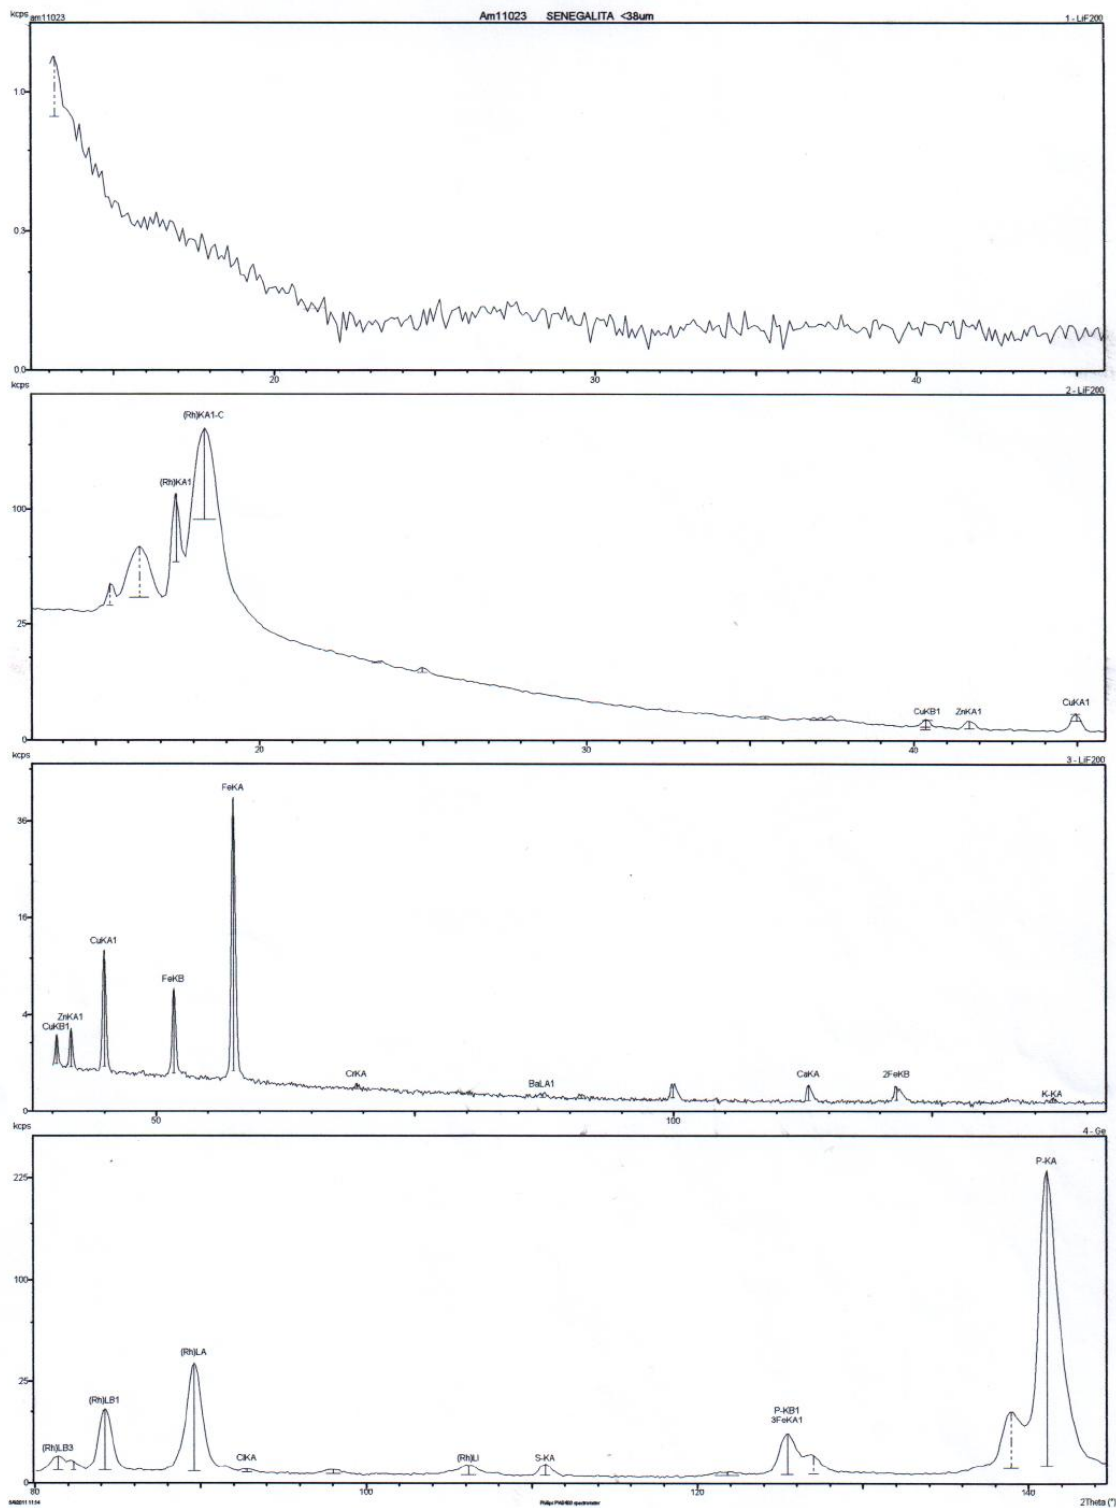 kcps am11023 Am11023 SENEGALITA <38um 1 - LiF200
1.0
0.3
0.0
20 30 40
kcps 2 - LiF200
(Rh)KA1-C
(Rh)KA1
100
25
CuKB1 ZnKA1 CuKA1
0
20 30 40
kcps 3 - LiF200
FeKA
36
16
CuKA1
FeKB
4
ZnKA1
CuKB1
CrKA BaLA1 CaKA 2FeKB K-KA
0
50 100
kcps 4 - Ge
P-KA
225
100
25
(Rh)LA
(Rh)LB1
P-KB1
3FeKA1
(Rh)LB3 ClKA (Rh)Ll S-KA
0
80 100 120 140
2Theta (°)